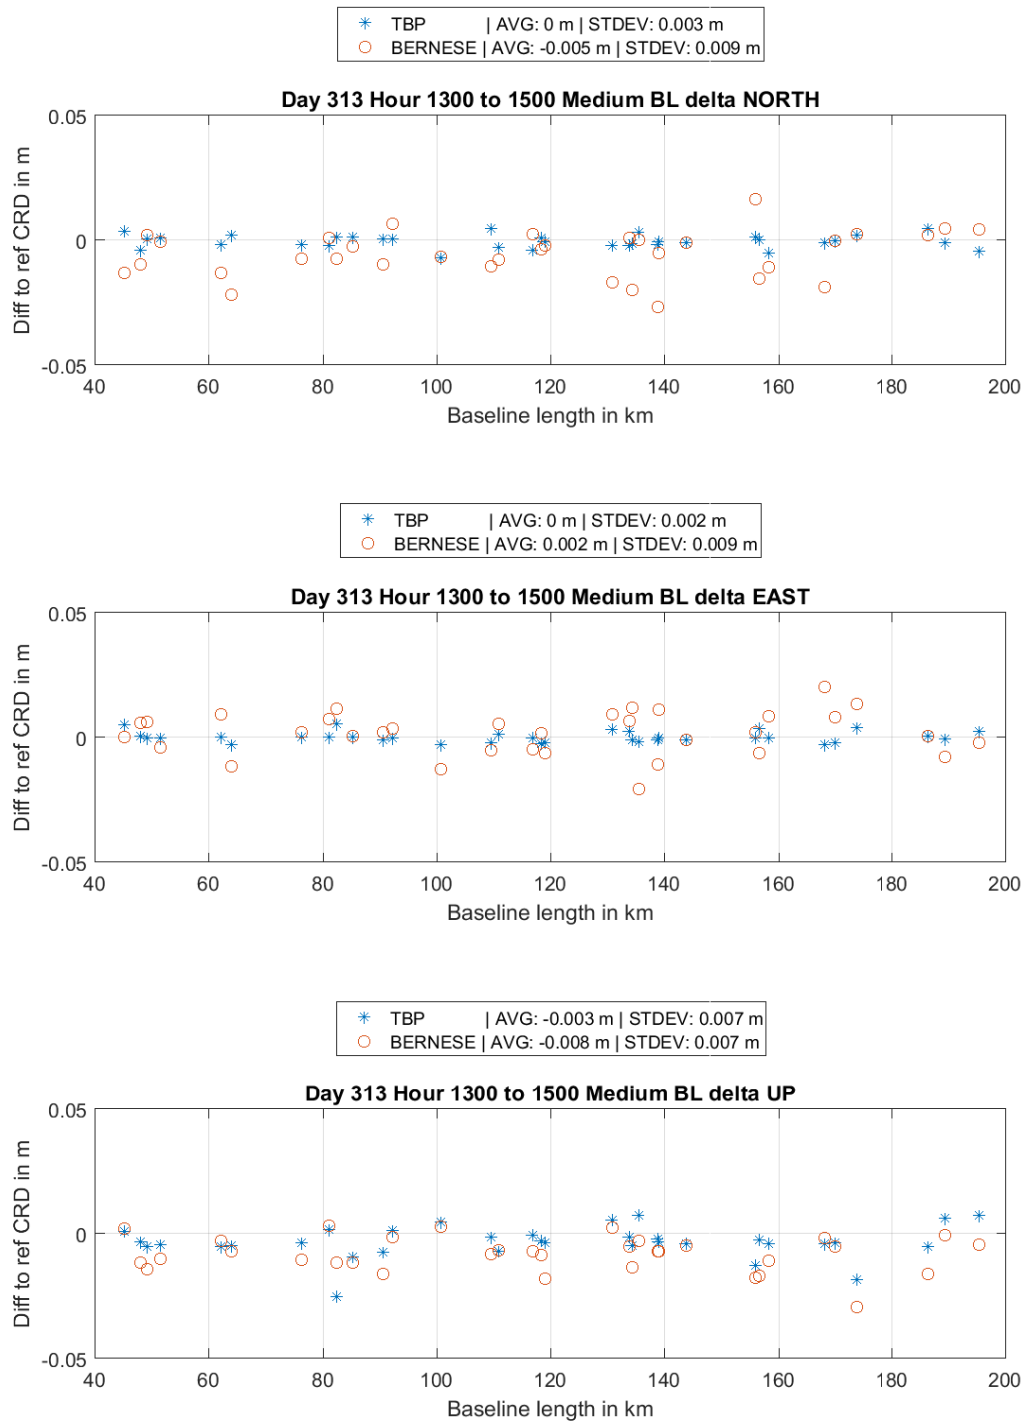 TBP | AVG: 0 m | STDEV: 0.003 m
BERNESE | AVG: -0.005 m | STDEV: 0.009 m
Day 313 Hour 1300 to 1500 Medium BL delta NORTH
0.05
0
-0.05
Diff to ref CRD in m
40 60 80 100 120 140 160 180 200
Baseline length in km
TBP | AVG: 0 m | STDEV: 0.002 m
BERNESE | AVG: 0.002 m | STDEV: 0.009 m
Day 313 Hour 1300 to 1500 Medium BL delta EAST
0.05
0
-0.05
Diff to ref CRD in m
40 60 80 100 120 140 160 180 200
Baseline length in km
TBP | AVG: -0.003 m | STDEV: 0.007 m
BERNESE | AVG: -0.008 m | STDEV: 0.007 m
Day 313 Hour 1300 to 1500 Medium BL delta UP
0.05
0
-0.05
Diff to ref CRD in m
40 60 80 100 120 140 160 180 200
Baseline length in km